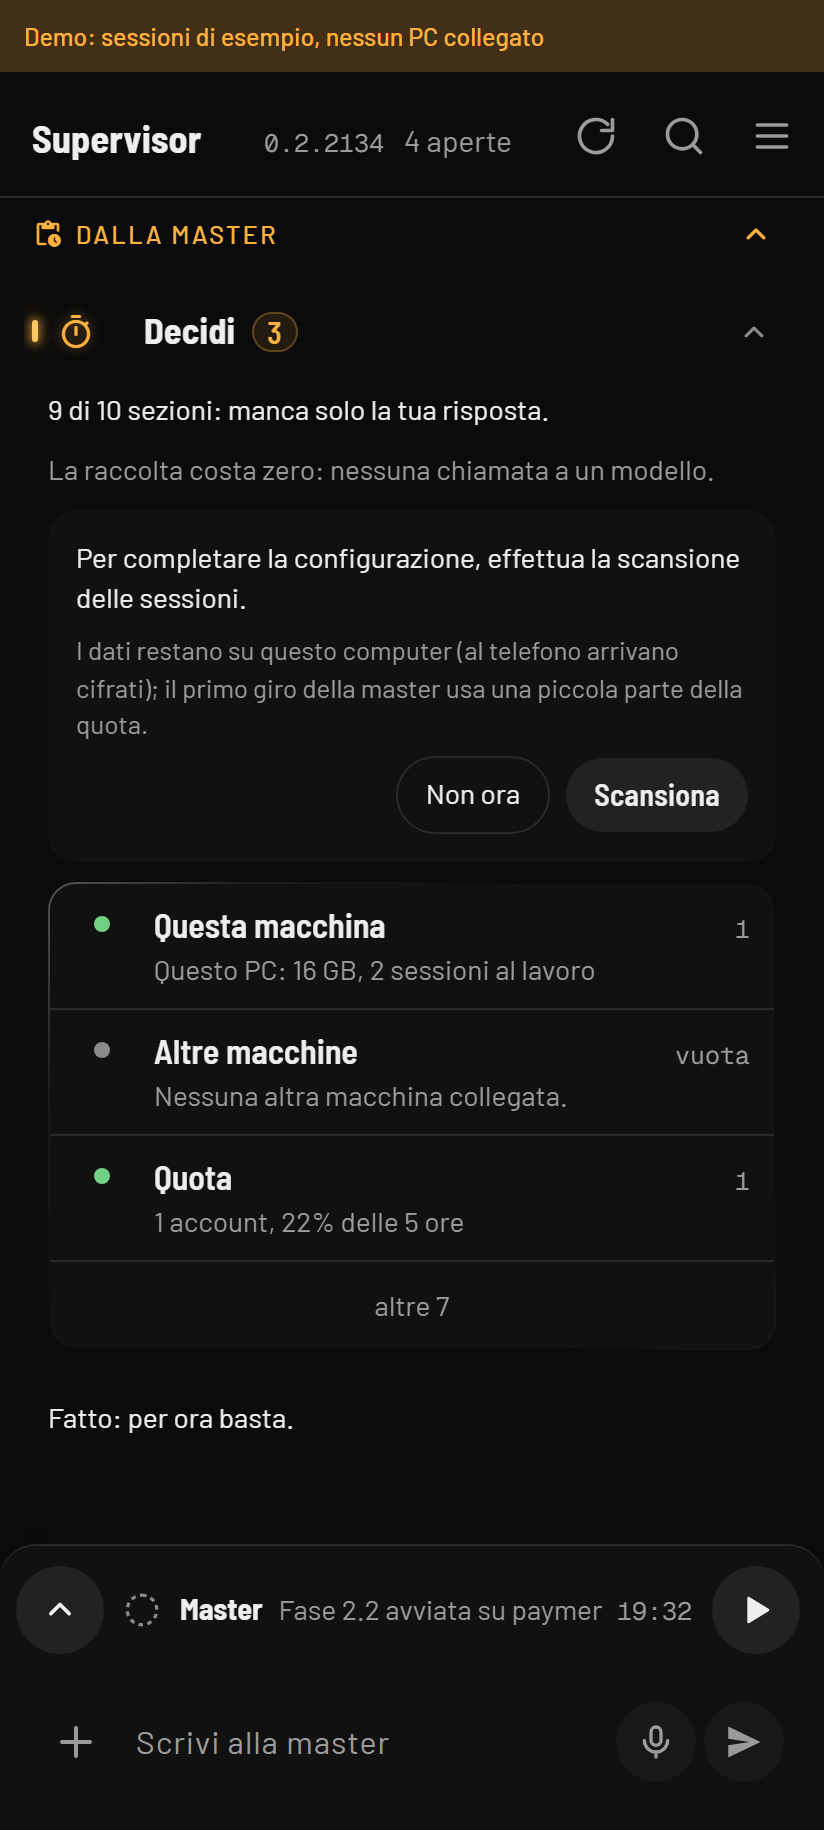 Demo: sessioni di esempio, nessun PC collegato
Supervisor 0.2.2134 4 aperte
DALLA MASTER
Decidi 3
9 di 10 sezioni: manca solo la tua risposta.
La raccolta costa zero: nessuna chiamata a un modello.
Per completare la configurazione, effettua la scansione
delle sessioni.
I dati restano su questo computer (al telefono arrivano
cifrati); il primo giro della master usa una piccola parte della
quota.
Non ora Scansiona
Questa macchina 1
Questo PC: 16 GB, 2 sessioni al lavoro
Altre macchine vuota
Nessuna altra macchina collegata.
Quota 1
1 account, 22% delle 5 ore
altre 7
Fatto: per ora basta.
Master Fase 2.2 avviata su paymer 19:32
Scrivi alla master